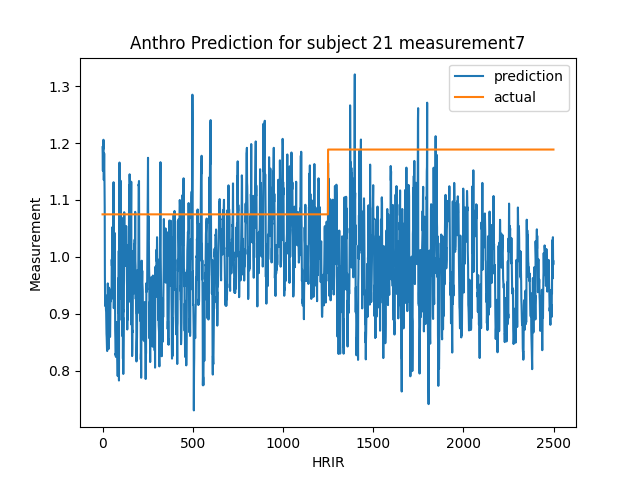 Anthro Prediction for subject 21 measurement7
prediction
actual
Measurement
1.3
1.2
1.1
1.0
0.9
0.8
0
500
1000
1500
2000
2500
HRIR